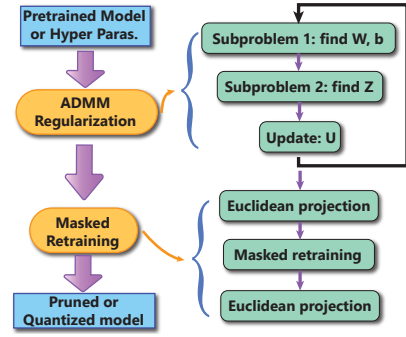 Pretrained Model
or Hyper Paras.
ADMM
Regularization
Masked
Retraining
Pruned or
Quantized model
Subproblem 1: find W, b
Subproblem 2: find Z
Update: U
Euclidean projection
Masked retraining
Euclidean projection